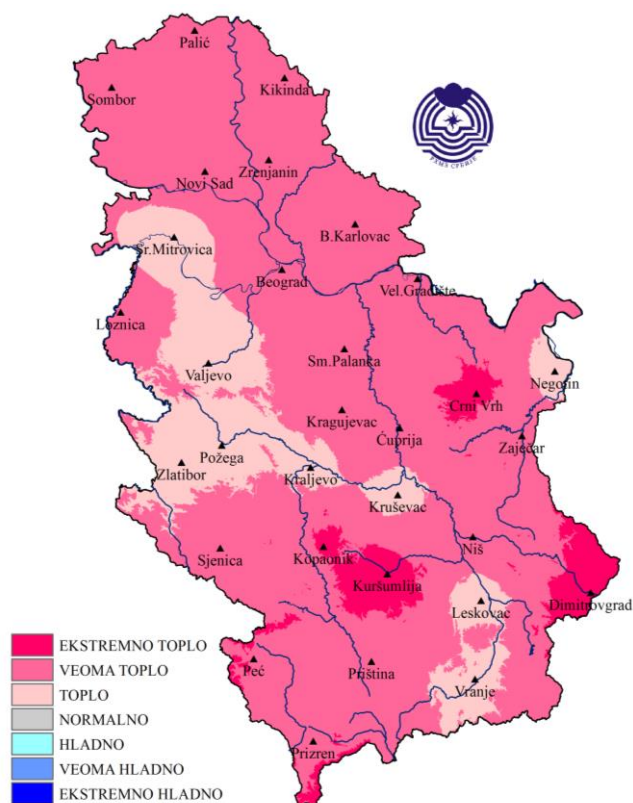 Palić
Kikinda
Sombor
Zrenjanin
Novi Sad
B.Karlovac
Sr.Mitrovica
Beograd
Vel.Gradište
Loznica
Sm.Palanka
Valjevo
Negotin
Crni Vrh
Kragujevac
Ćuprija
Zaječar
Požega
Zlatibor
Kraljevo
Kruševac
Niš
Sjenica
Kopaonik
Kuršumlija
Dimitrovgrad
Leskovac
Peć
Priština
Vranje
Prizren
EKSTREMNO TOPLO
VEOMA TOPLO
TOPLO
NORMALNO
HLADNO
VEOMA HLADNO
EKSTREMNO HLADNO
РХМЗ СРБИЈЕ